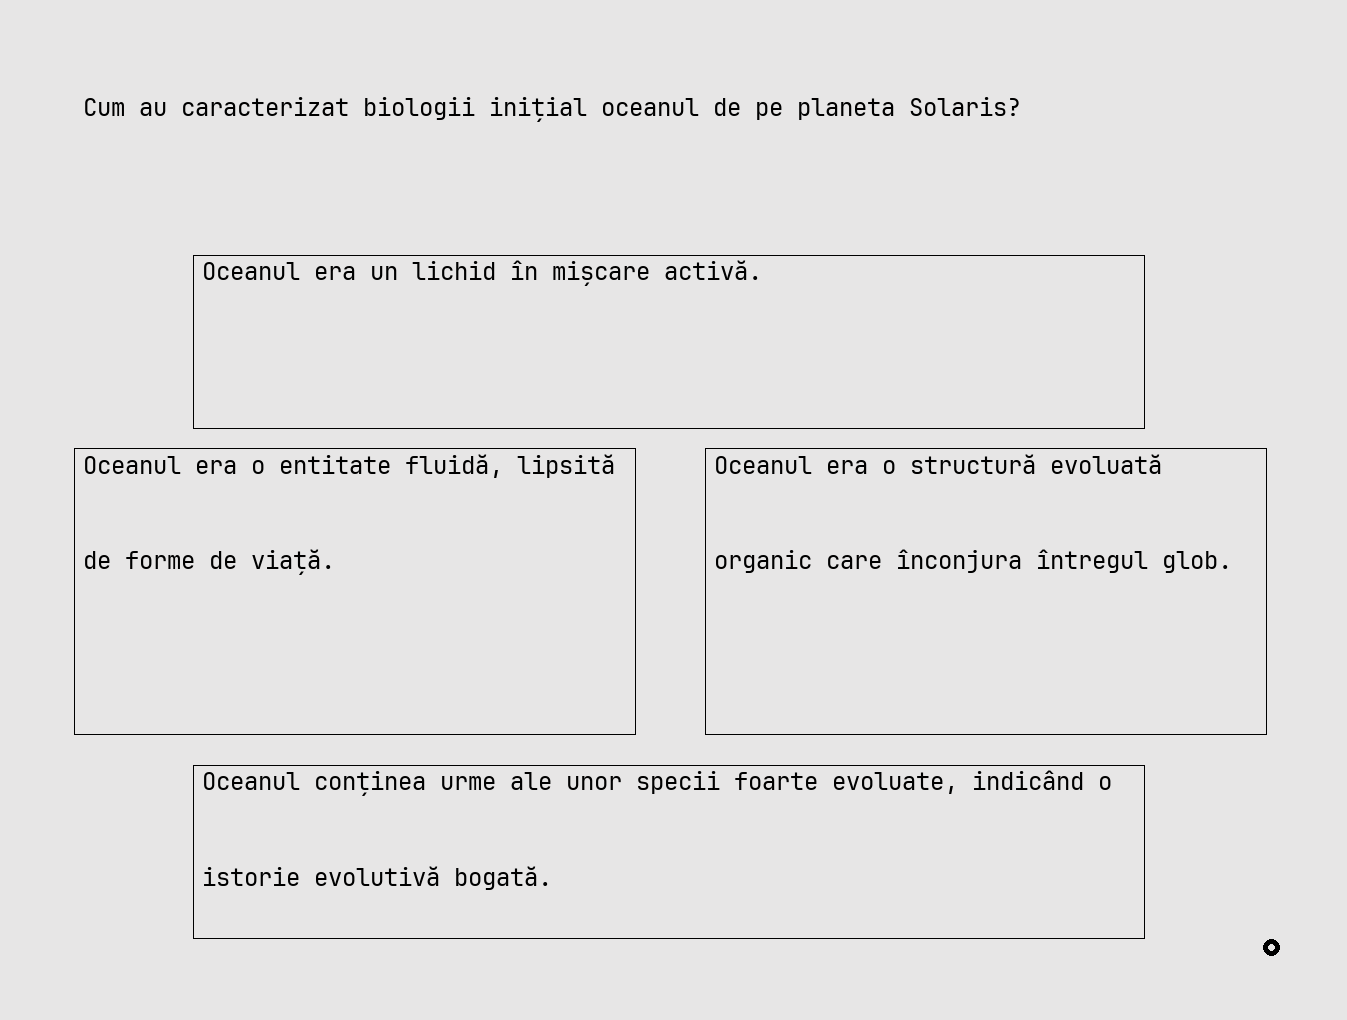 Cum au caracterizat biologii inițial oceanul de pe planeta Solaris?
Oceanul era un lichid în mișcare activă.
Oceanul era o entitate fluidă, lipsită
de forme de viață.
Oceanul era o structură evoluată
organic care înconjura întregul glob.
Oceanul conținea urme ale unor specii foarte evoluate, indicând o
istorie evolutivă bogată.